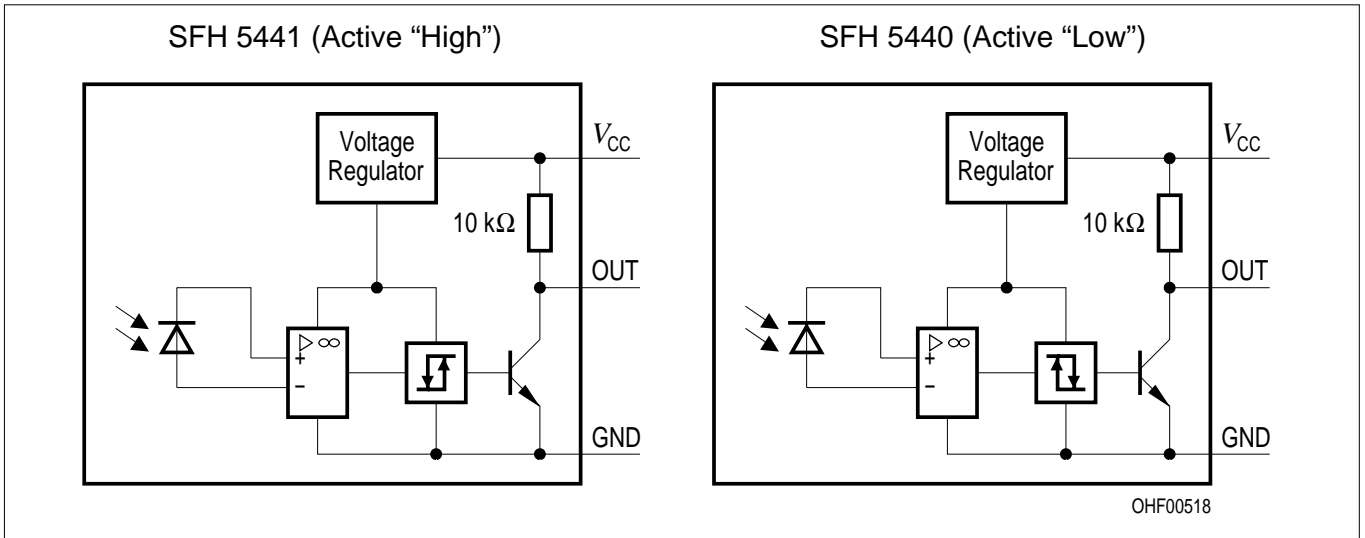 SFH 5441 (Active “High”)
Voltage
Regulator
VCC
10 kΩ
OUT
▷ ∞
+
−
GND
SFH 5440 (Active “Low”)
Voltage
Regulator
VCC
10 kΩ
OUT
▷ ∞
+
−
GND
OHF00518